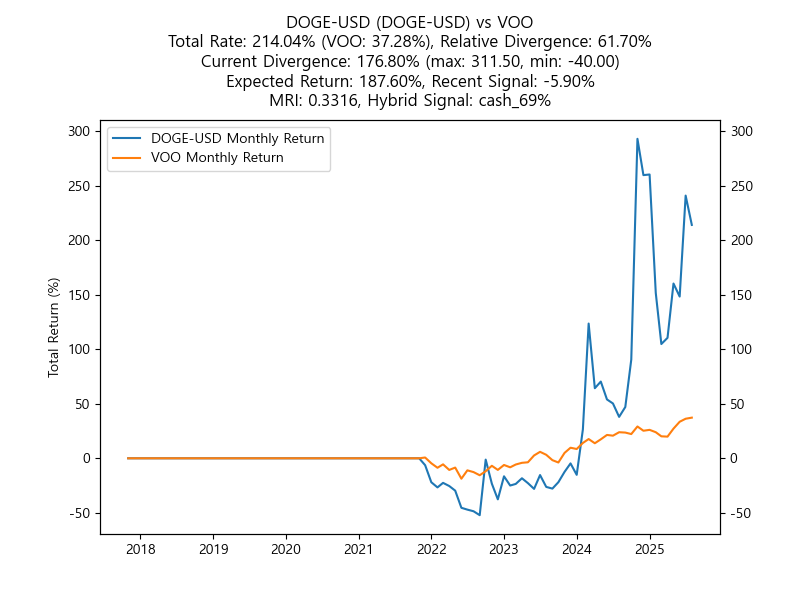 DOGE-USD (DOGE-USD) vs VOO
Total Rate: 214.04% (VOO: 37.28%), Relative Divergence: 61.70%
Current Divergence: 176.80% (max: 311.50, min: -40.00)
Expected Return: 187.60%, Recent Signal: -5.90%
MRI: 0.3316, Hybrid Signal: cash_69%
DOGE-USD Monthly Return
VOO Monthly Return
Total Return (%)
300
250
200
150
100
50
0
-50
300
250
200
150
100
50
0
-50
2018 2019 2020 2021 2022 2023 2024 2025